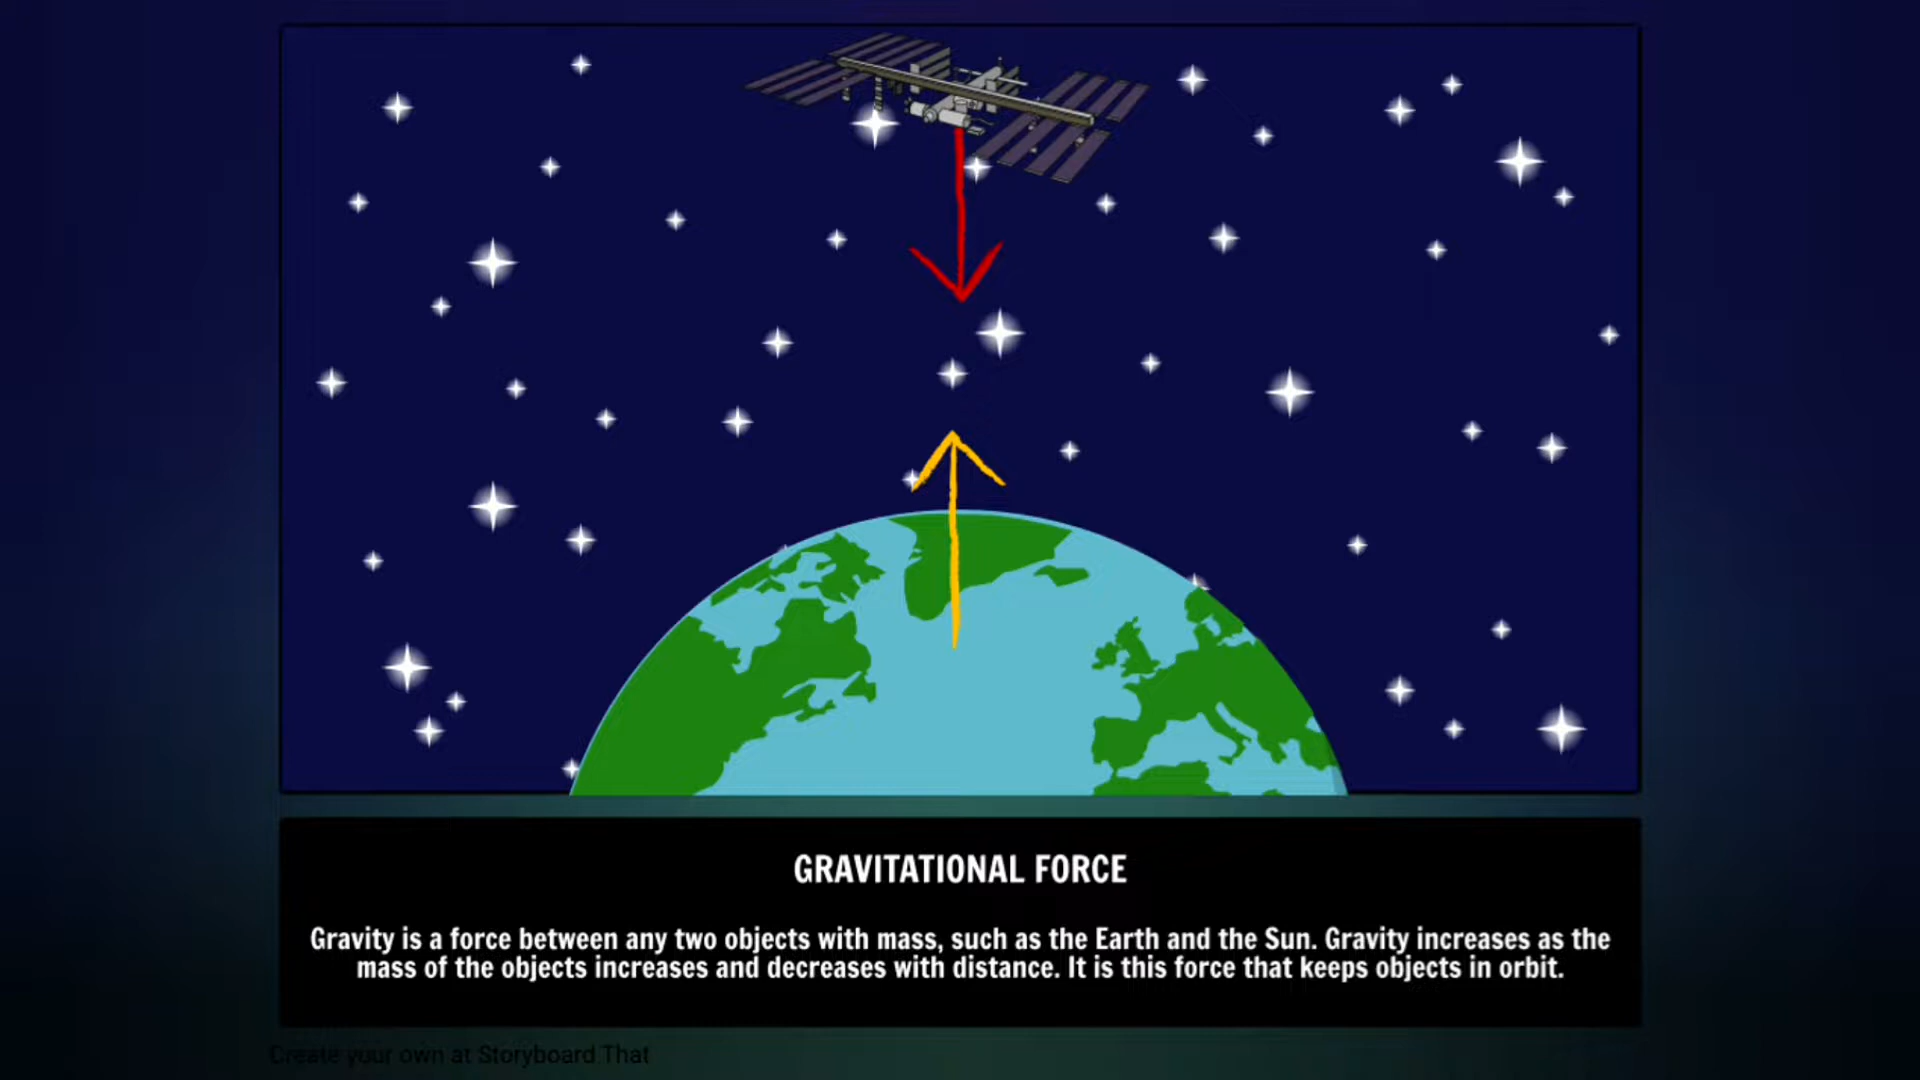 GRAVITATIONAL FORCE
Gravity is a force between any two objects with mass, such as the Earth and the Sun. Gravity increases as the
mass of the objects increases and decreases with distance. It is this force that keeps objects in orbit.
Create your own at Storyboard That